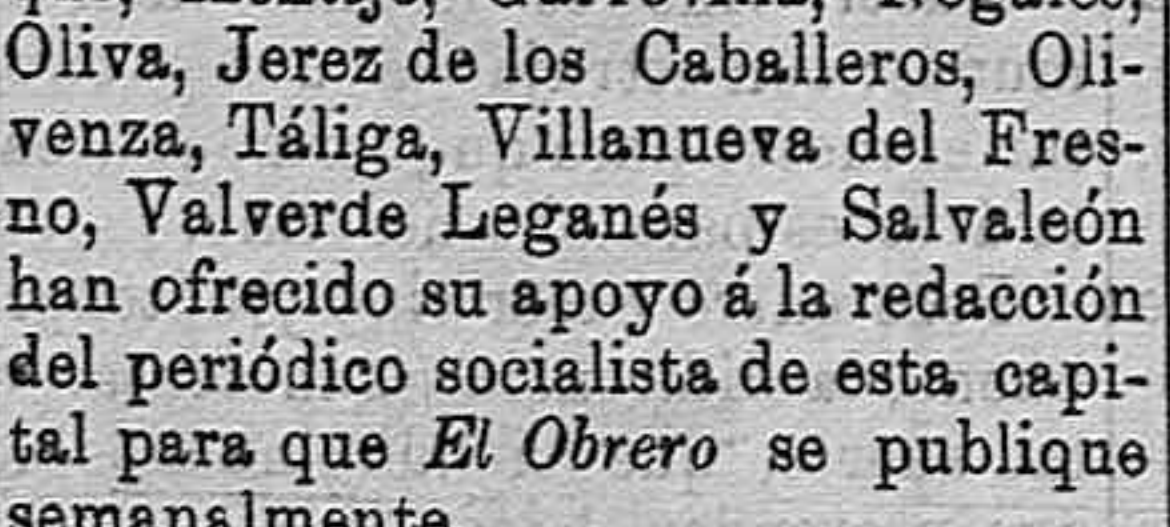 Oliva, Jerez de los Caballeros, Oli-
venza, Táliga, Villanueva del Fres-
no, Valverde Leganés y Salvaleón
han ofrecido su apoyo á la redacción
del periódico socialista de esta capi-
tal para que El Obrero se publique
semanalmente